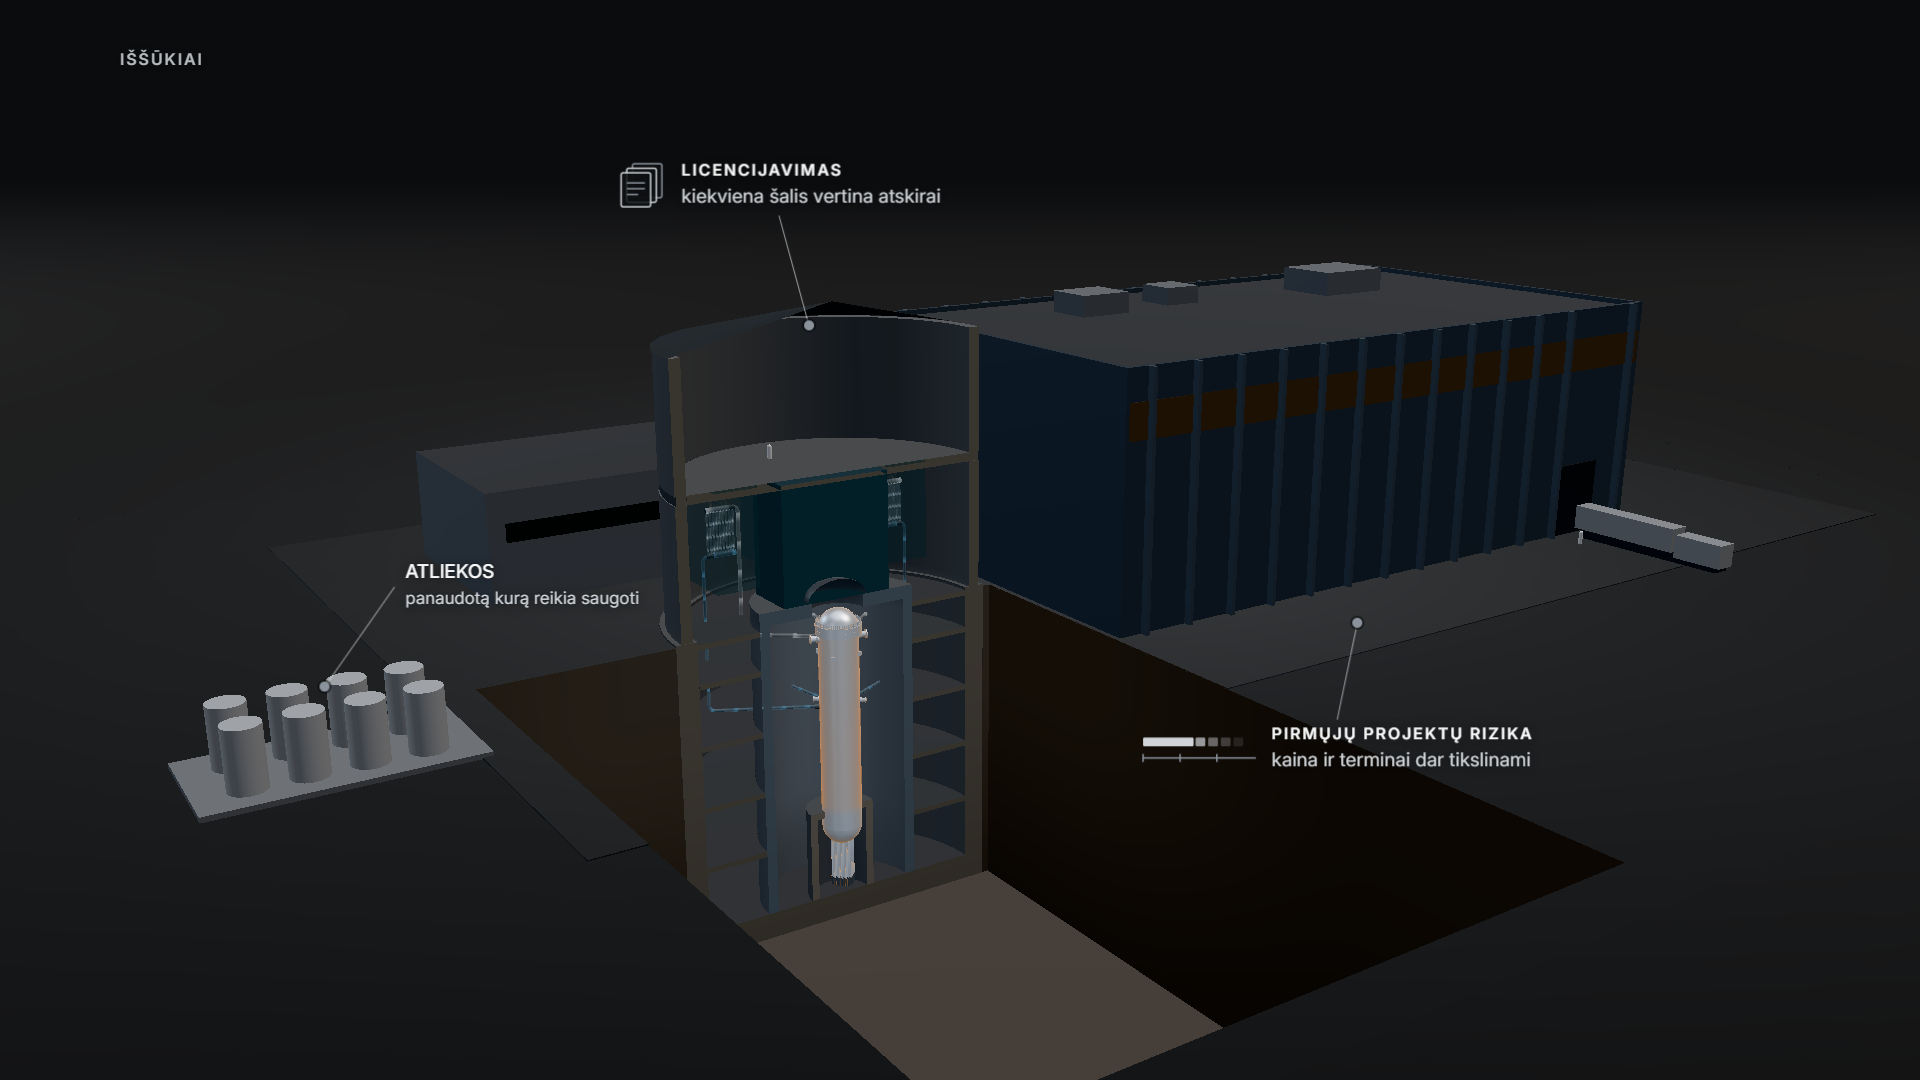 IŠŠŪKIAI
LICENCIJAVIMAS
kiekviena šalis vertina atskirai
ATLIEKOS
panaudotą kurą reikia saugoti
PIRMŲJŲ PROJEKTŲ RIZIKA
kaina ir terminai dar tikslinami